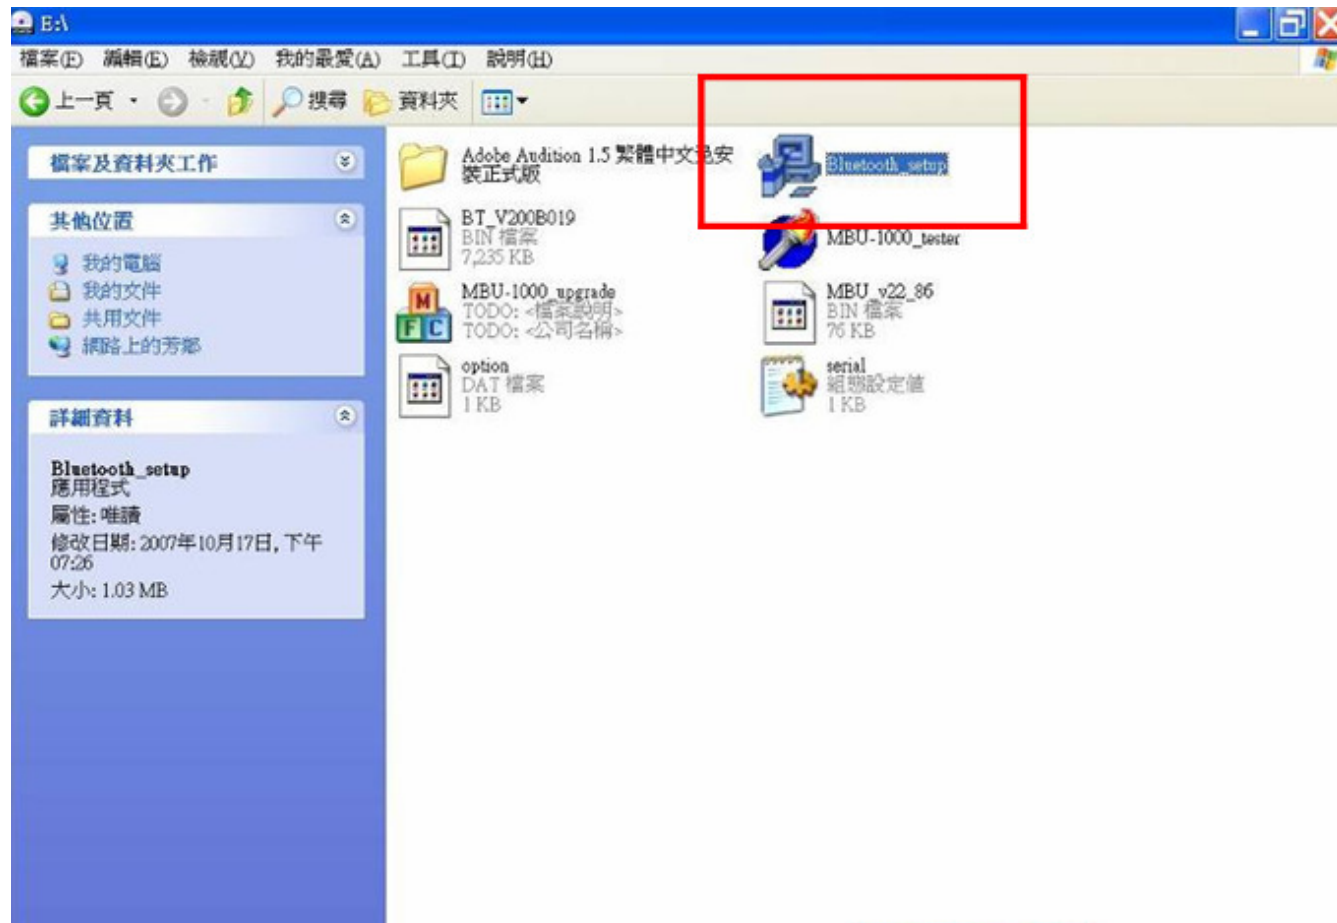 E:\
檔案(F) 編輯(E) 檢視(V) 我的最愛(A) 工具(T) 說明(H)
上一頁 搜尋 資料夾
檔案及資料夾工作
其他位置
我的電腦
我的文件
共用文件
網路上的芳鄰
詳細資料
Bluetooth_setup
應用程式
屬性: 唯讀
修改日期: 2007年10月17日, 下午
07:26
大小: 1.03 MB
Adobe Audition 1.5 繁體中文免安
裝正式版
Bluetooth_setup
BT_V200B019
BIN 檔案
7,235 KB
MBU-1000_tester
MBU-1000_upgrade
TODO: <檔案說明>
TODO: <公司名稱>
MBU_v22_86
BIN 檔案
76 KB
option
DAT 檔案
1 KB
serial
組態設定值
1 KB
M
F C